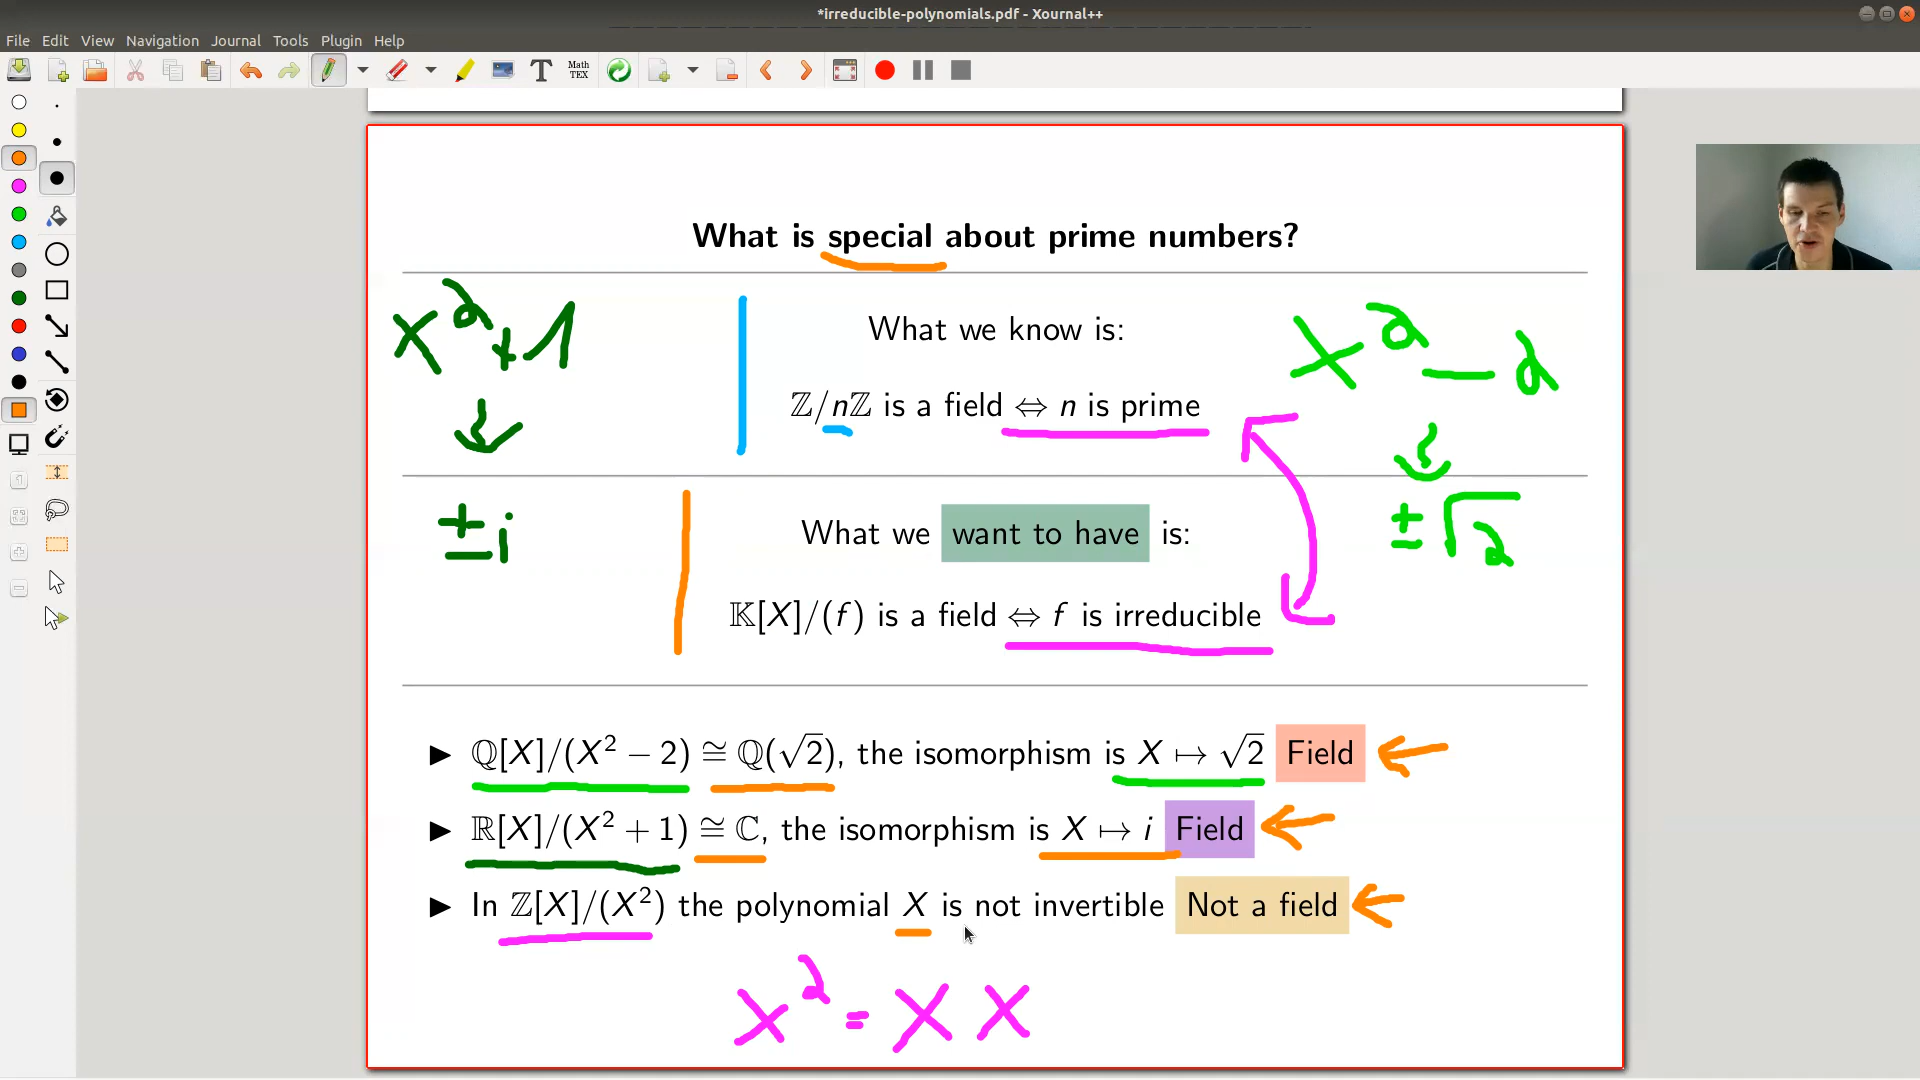 *irreducible-polynomials.pdf - Xournal++
File Edit View Navigation Journal Tools Plugin Help
Math
TEX
What is special about prime numbers?
x²+1
What we know is:
x²-2
ℤ/nℤ is a field ⇔ n is prime
±i
What we want to have is:
±√2
𝕂[X]/(f) is a field ⇔ f is irreducible
▶ ℚ[X]/(X² − 2) ≅ ℚ(√2), the isomorphism is X ↦ √2 Field
▶ ℝ[X]/(X² + 1) ≅ ℂ, the isomorphism is X ↦ i Field
▶ In ℤ[X]/(X²) the polynomial X is not invertible Not a field
X² = X X